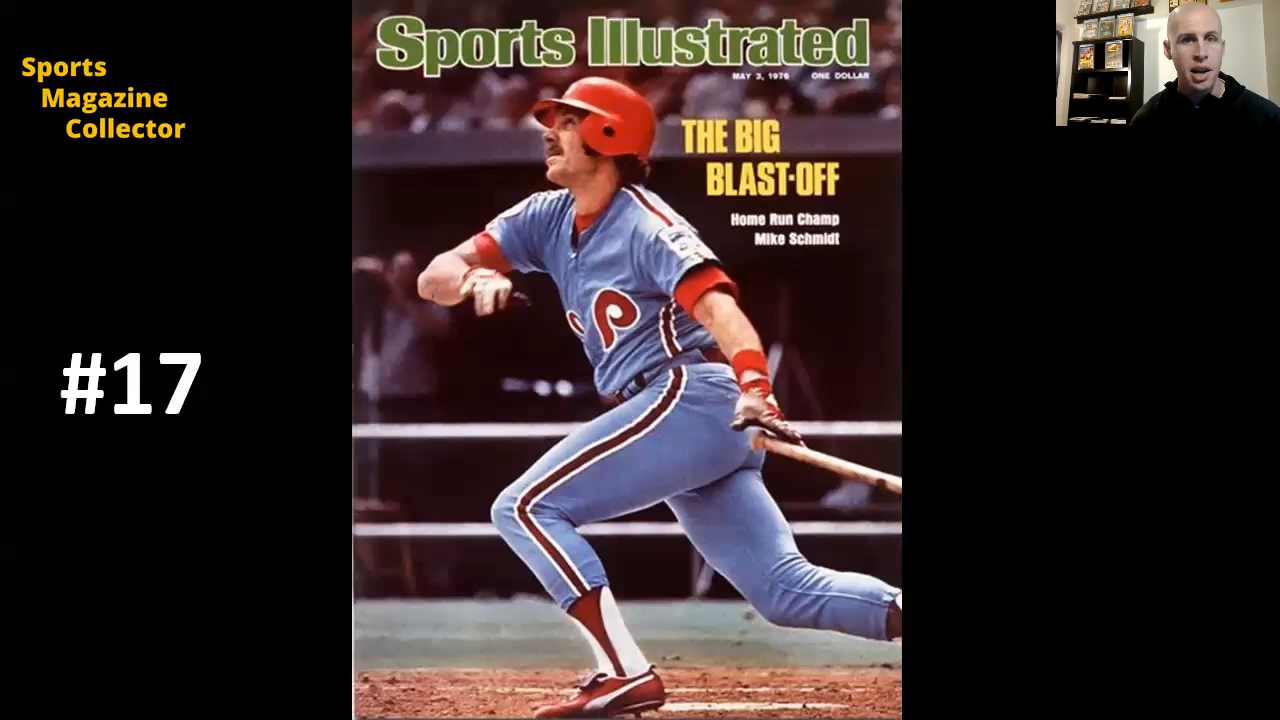 Sports
Magazine
Collector
#17
Sports Illustrated
MAY 3, 1976 ONE DOLLAR
THE BIG
BLAST·OFF
Home Run Champ
Mike Schmidt
P